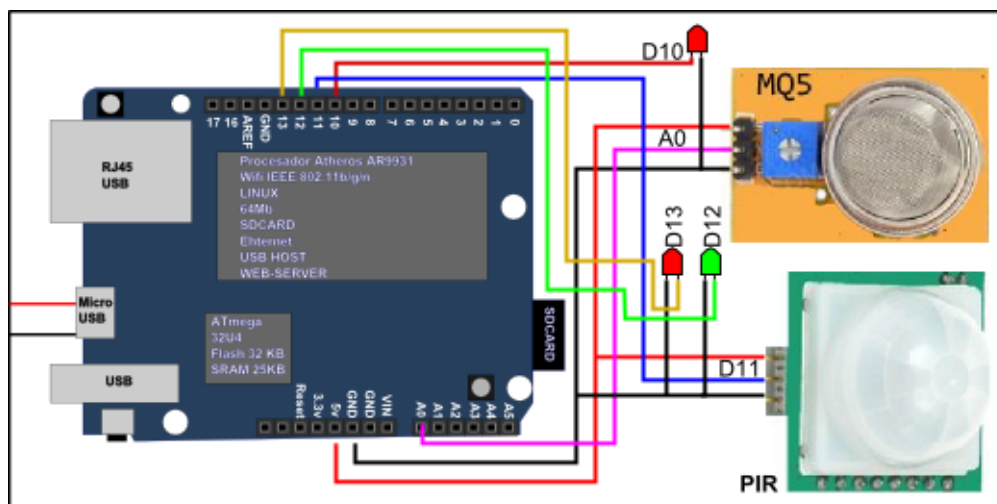 D10
MQ5
17 16 AREF GND 13 12 11 10 9 8 7 6 5 4 3 2 1 0
A0
RJ45
USB
Procesador Atheros AR9931
Wifi IEEE 802.11b/g/n
LINUX
64Mb
SDCARD
Ehternet
USB HOST
WEB-SERVER
D13 D12
Micro
USB
ATmega
32U4
Flash 32 KB
SRAM 25KB
SDCARD
USB
D11
Reset 3.3v 5v GND GND VIN A0 A1 A2 A3 A4 A5
PIR